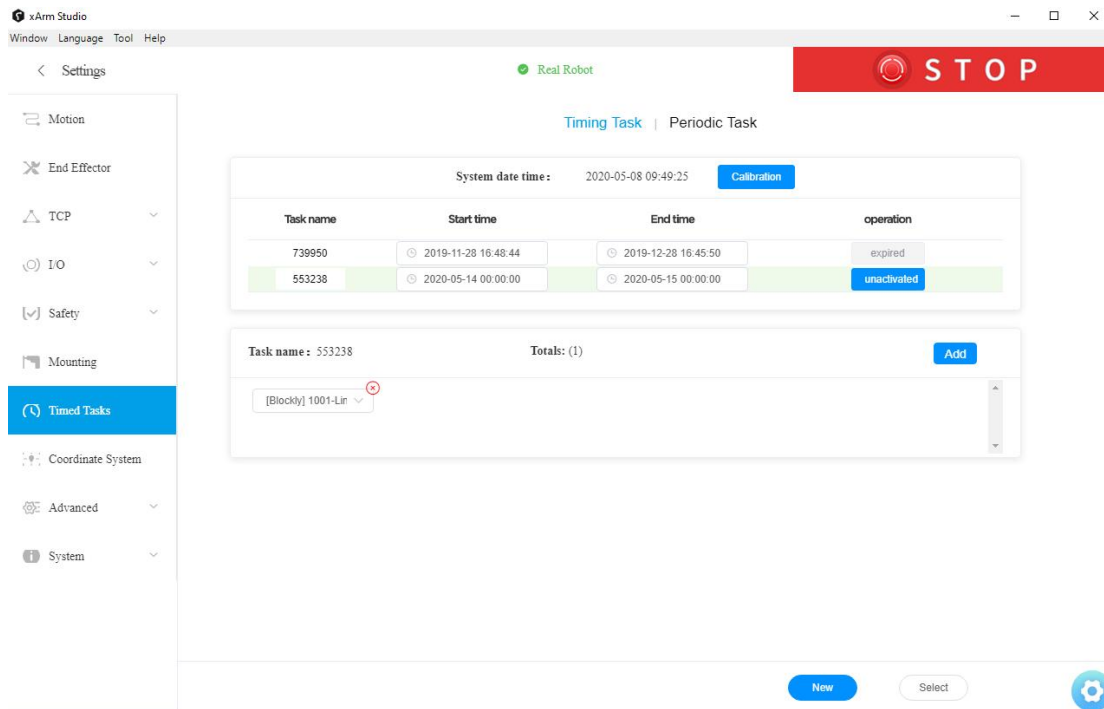 xArm Studio
Window Language Tool Help
Settings
Real Robot
STOP
Motion
End Effector
TCP
I/O
Safety
Mounting
Timed Tasks
Coordinate System
Advanced
System
Timing Task | Periodic Task
System date time: 2020-05-08 09:49:25 Calibration
Task name Start time End time operation
739950 2019-11-28 16:48:44 2019-12-28 16:45:50 expired
553238 2020-05-14 00:00:00 2020-05-15 00:00:00 unactivated
Task name: 553238 Totals: (1) Add
[Blockly] 1001-Lin
New Select